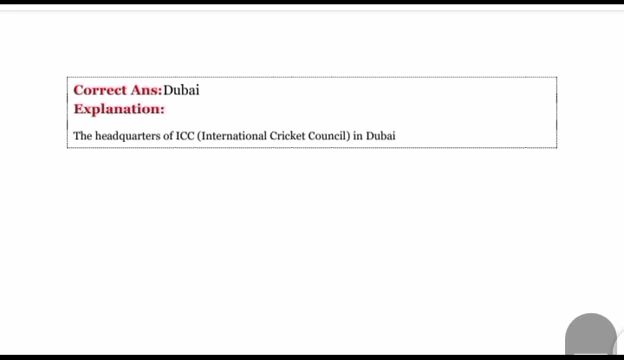 Correct Ans:Dubai
Explanation:
The headquarters of ICC (International Cricket Council) in Dubai